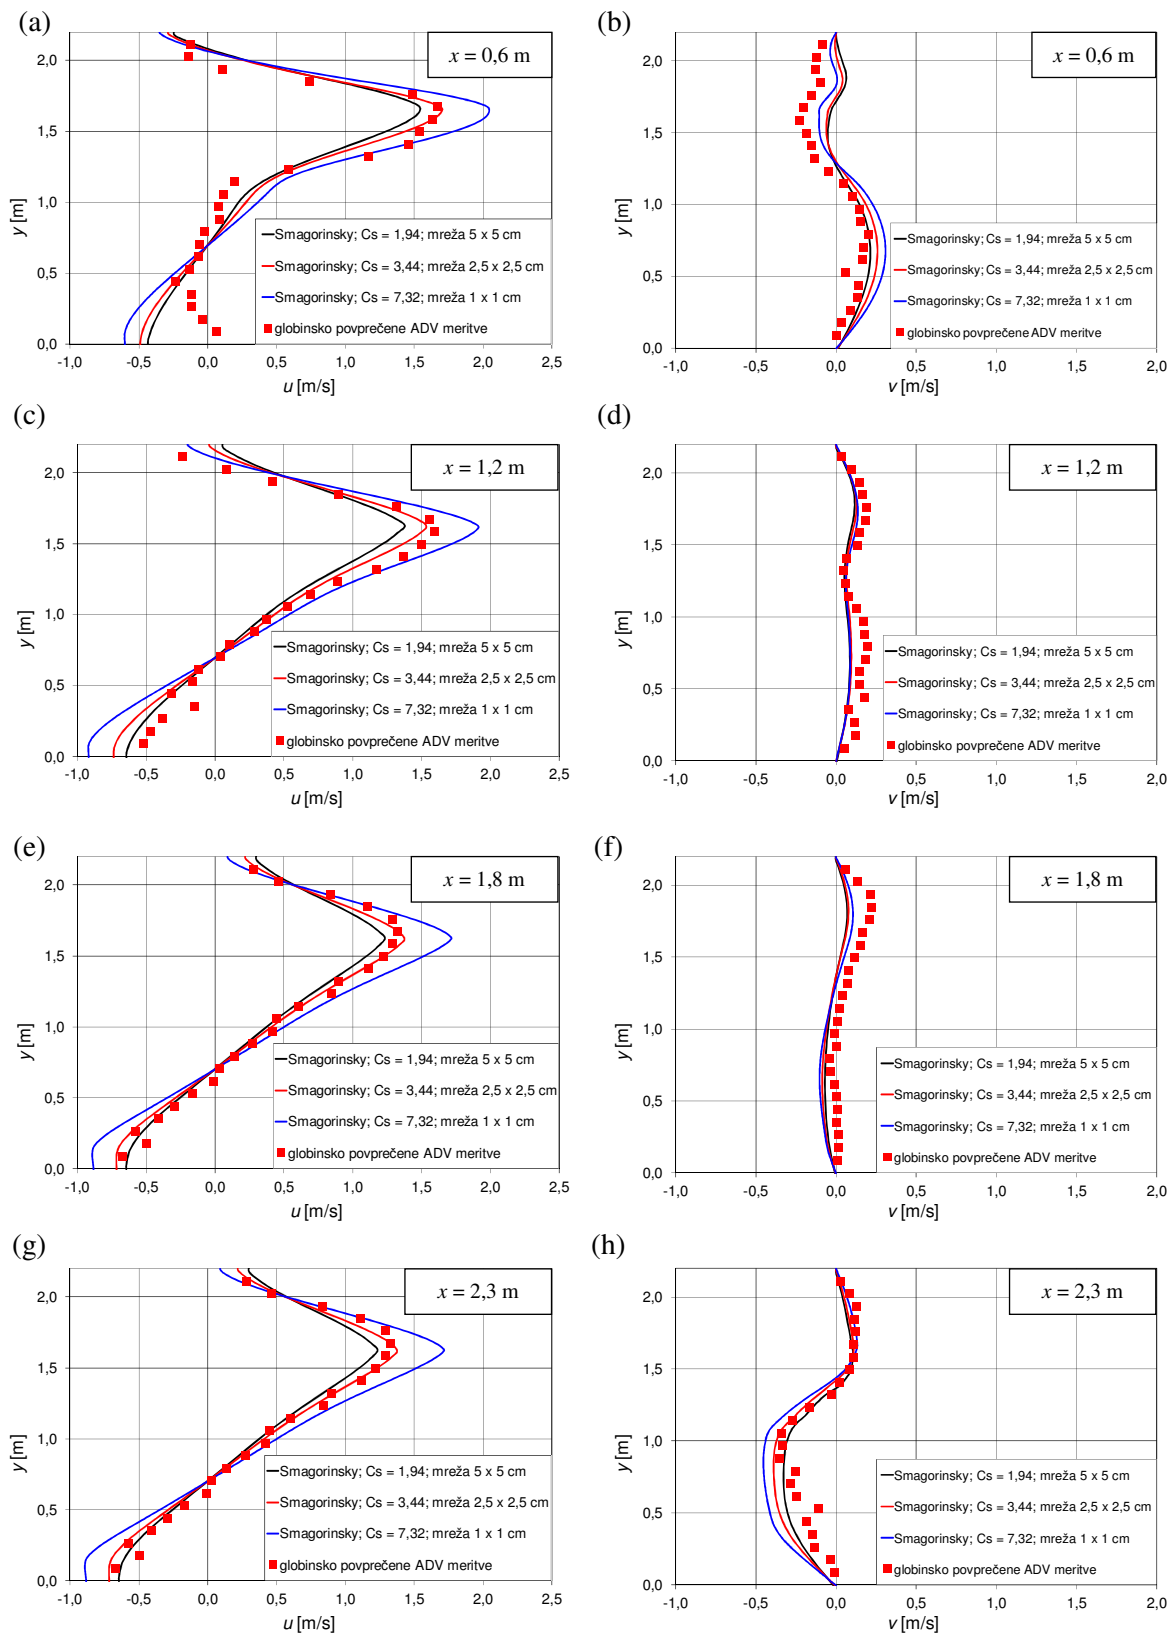 (a)
x = 0,6 m
2,0
1,5
1,0
0,5
0,0
y [m]
Smagorinsky; Cs = 1,94; mreža 5 x 5 cm
Smagorinsky; Cs = 3,44; mreža 2,5 x 2,5 cm
Smagorinsky; Cs = 7,32; mreža 1 x 1 cm
globinsko povprečene ADV meritve
-1,0 -0,5 0,0 0,5 1,0 1,5 2,0 2,5
u [m/s]
(b)
x = 0,6 m
2,0
1,5
1,0
0,5
0,0
y [m]
Smagorinsky; Cs = 1,94; mreža 5 x 5 cm
Smagorinsky; Cs = 3,44; mreža 2,5 x 2,5 cm
Smagorinsky; Cs = 7,32; mreža 1 x 1 cm
globinsko povprečene ADV meritve
-1,0 -0,5 0,0 0,5 1,0 1,5 2,0
v [m/s]
(c)
x = 1,2 m
2,0
1,5
1,0
0,5
0,0
y [m]
Smagorinsky; Cs = 1,94; mreža 5 x 5 cm
Smagorinsky; Cs = 3,44; mreža 2,5 x 2,5 cm
Smagorinsky; Cs = 7,32; mreža 1 x 1 cm
globinsko povprečene ADV meritve
-1,0 -0,5 0,0 0,5 1,0 1,5 2,0 2,5
u [m/s]
(d)
x = 1,2 m
2,0
1,5
1,0
0,5
0,0
y [m]
Smagorinsky; Cs = 1,94; mreža 5 x 5 cm
Smagorinsky; Cs = 3,44; mreža 2,5 x 2,5 cm
Smagorinsky; Cs = 7,32; mreža 1 x 1 cm
globinsko povprečene ADV meritve
-1,0 -0,5 0,0 0,5 1,0 1,5 2,0
v [m/s]
(e)
x = 1,8 m
2,0
1,5
1,0
0,5
0,0
y [m]
Smagorinsky; Cs = 1,94; mreža 5 x 5 cm
Smagorinsky; Cs = 3,44; mreža 2,5 x 2,5 cm
Smagorinsky; Cs = 7,32; mreža 1 x 1 cm
globinsko povprečene ADV meritve
-1,0 -0,5 0,0 0,5 1,0 1,5 2,0 2,5
u [m/s]
(f)
x = 1,8 m
2,0
1,5
1,0
0,5
0,0
y [m]
Smagorinsky; Cs = 1,94; mreža 5 x 5 cm
Smagorinsky; Cs = 3,44; mreža 2,5 x 2,5 cm
Smagorinsky; Cs = 7,32; mreža 1 x 1 cm
globinsko povprečene ADV meritve
-1,0 -0,5 0,0 0,5 1,0 1,5 2,0
v [m/s]
(g)
x = 2,3 m
2,0
1,5
1,0
0,5
0,0
y [m]
Smagorinsky; Cs = 1,94; mreža 5 x 5 cm
Smagorinsky; Cs = 3,44; mreža 2,5 x 2,5 cm
Smagorinsky; Cs = 7,32; mreža 1 x 1 cm
globinsko povprečene ADV meritve
-1,0 -0,5 0,0 0,5 1,0 1,5 2,0 2,5
u [m/s]
(h)
x = 2,3 m
2,0
1,5
1,0
0,5
0,0
y [m]
Smagorinsky; Cs = 1,94; mreža 5 x 5 cm
Smagorinsky; Cs = 3,44; mreža 2,5 x 2,5 cm
Smagorinsky; Cs = 7,32; mreža 1 x 1 cm
globinsko povprečene ADV meritve
-1,0 -0,5 0,0 0,5 1,0 1,5 2,0
v [m/s]